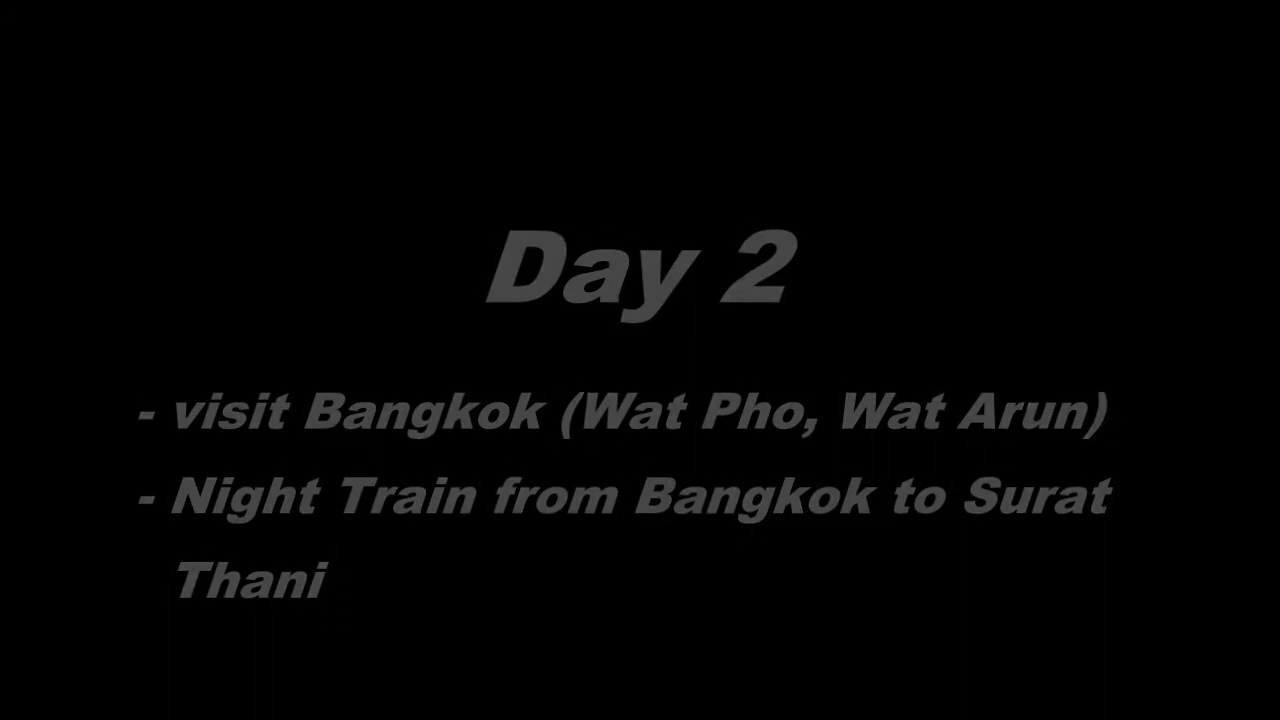 Day 2
- visit Bangkok (Wat Pho, Wat Arun)
- Night Train from Bangkok to Surat
Thani